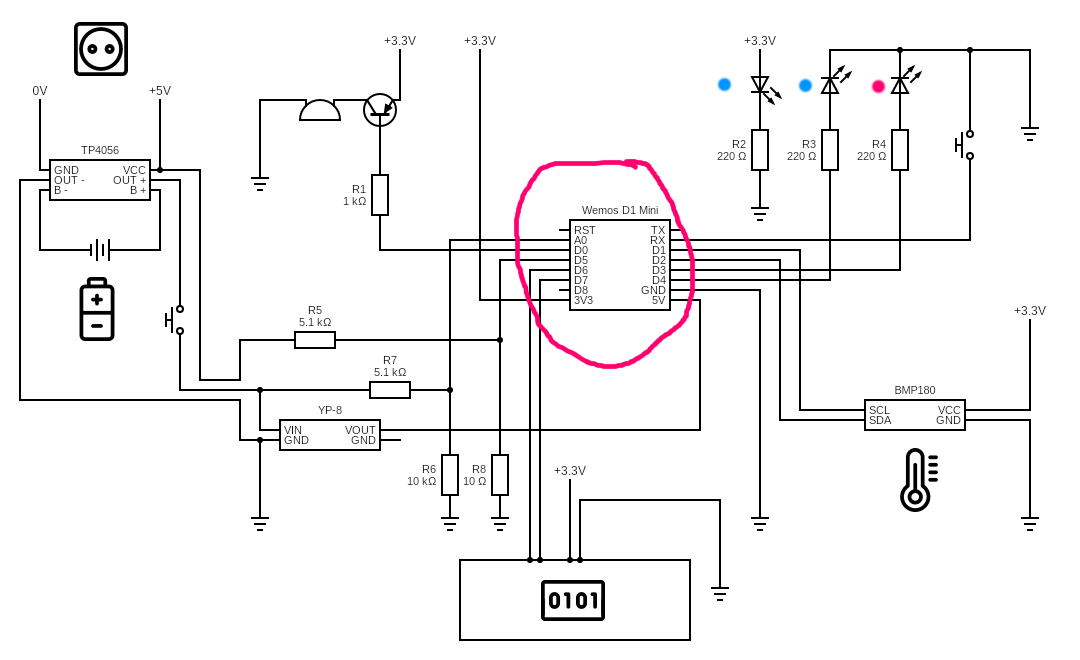 +3.3V
+3.3V
+3.3V
0V
+5V
TP4056
GND
OUT -
B -
VCC
OUT +
B +
R1
1 kΩ
R2
220 Ω
R3
220 Ω
R4
220 Ω
Wemos D1 Mini
RST
A0
D0
D5
D6
D7
D8
3V3
TX
RX
D1
D2
D3
D4
GND
5V
R5
5.1 kΩ
R7
5.1 kΩ
YP-8
VIN
GND
VOUT
GND
R6
10 kΩ
R8
10 Ω
+3.3V
+3.3V
BMP180
SCL
SDA
VCC
GND
0101